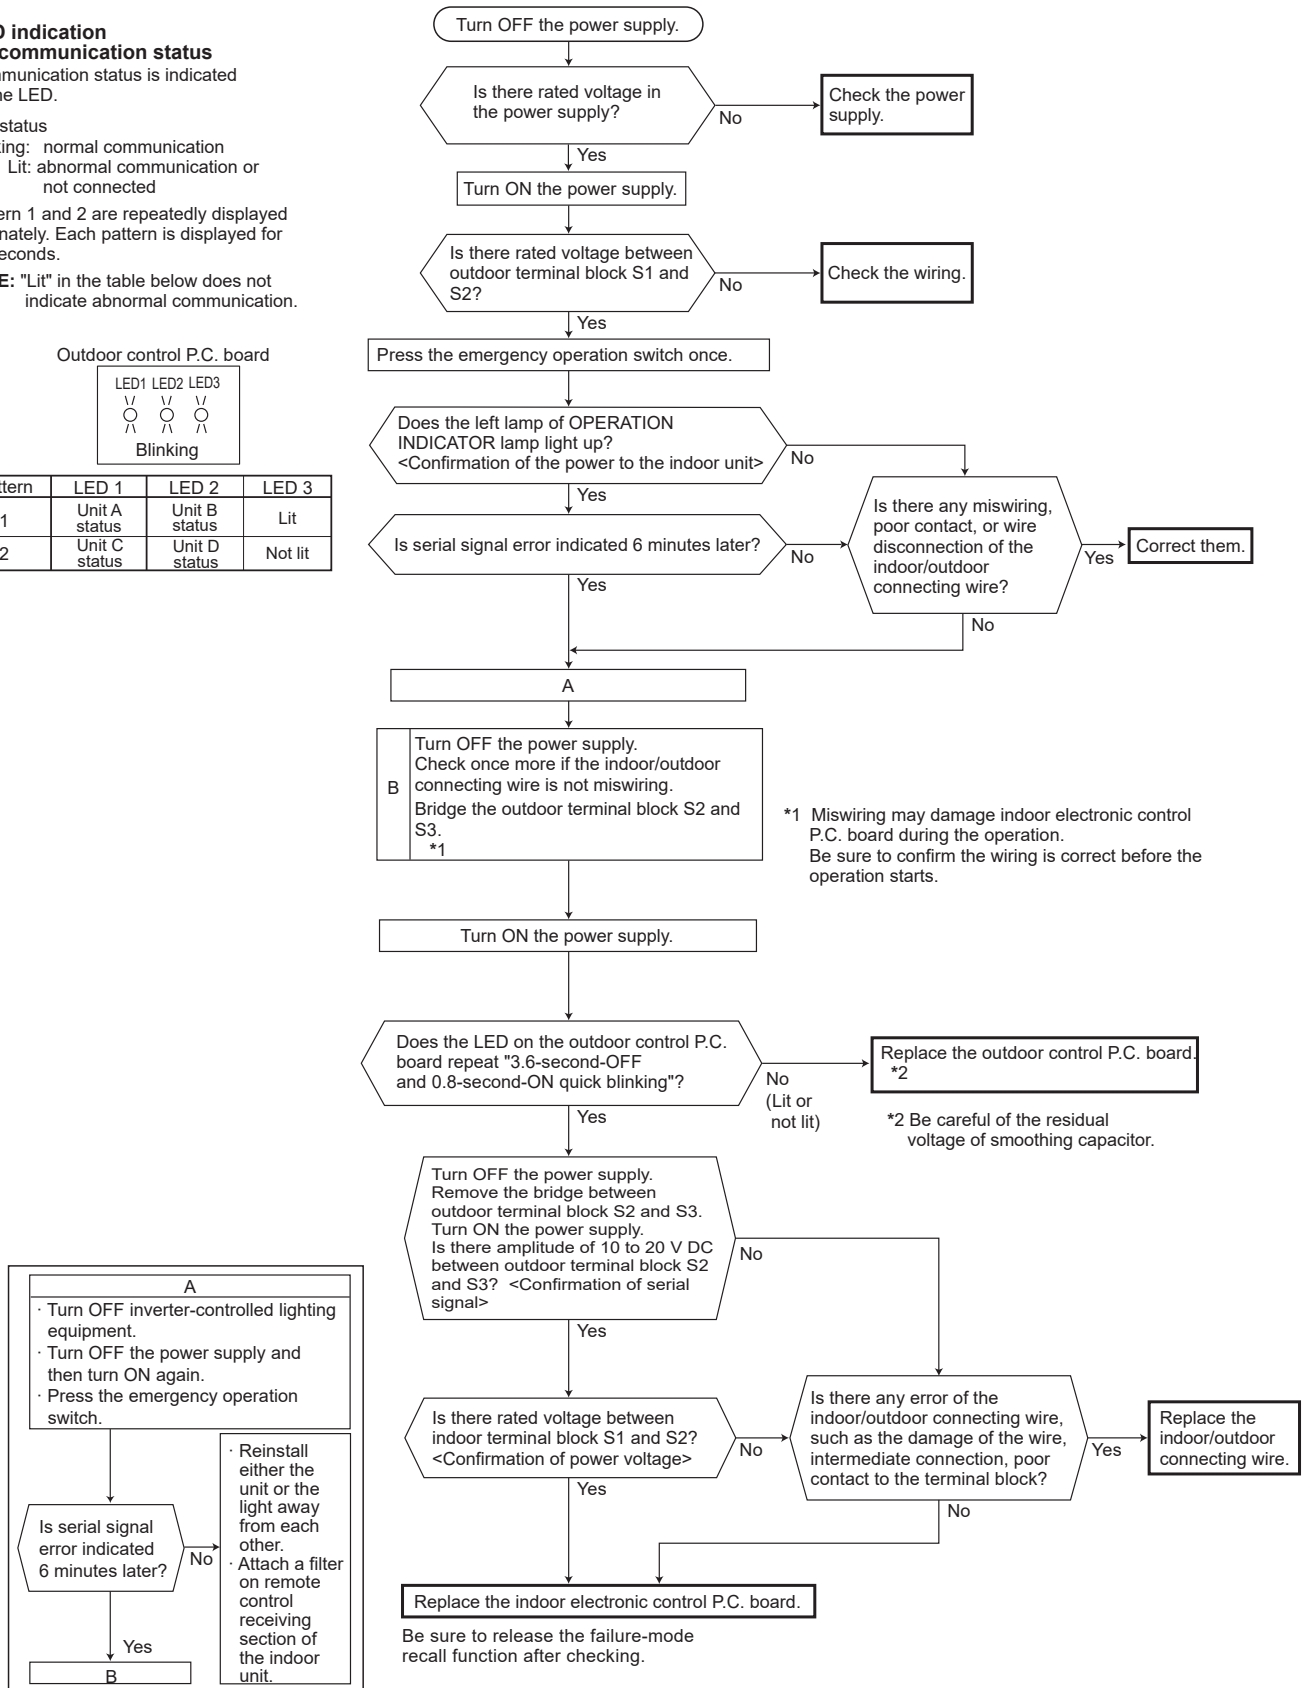 D indication
communication status
mmunication status is indicated
he LED.
status
king: normal communication
Lit: abnormal communication or
not connected
ern 1 and 2 are repeatedly displayed
nately. Each pattern is displayed for
econds.
E: "Lit" in the table below does not
indicate abnormal communication.
Outdoor control P.C. board
LED1 LED2 LED3
Blinking
ttern LED 1 LED 2 LED 3
1 Unit A status Unit B status Lit
2 Unit C status Unit D status Not lit
Turn OFF the power supply.
Is there rated voltage in
the power supply?
No
Check the power
supply.
Yes
Turn ON the power supply.
Is there rated voltage between
outdoor terminal block S1 and
S2?
No
Check the wiring.
Yes
Press the emergency operation switch once.
Does the left lamp of OPERATION
INDICATOR lamp light up?
<Confirmation of the power to the indoor unit>
No
Yes
Is serial signal error indicated 6 minutes later?
No
Is there any miswiring,
poor contact, or wire
disconnection of the
indoor/outdoor
connecting wire?
Yes
Correct them.
Yes
No
A
B
Turn OFF the power supply.
Check once more if the indoor/outdoor
connecting wire is not miswiring.
Bridge the outdoor terminal block S2 and
S3.
*1
*1 Miswiring may damage indoor electronic control
P.C. board during the operation.
Be sure to confirm the wiring is correct before the
operation starts.
Turn ON the power supply.
Does the LED on the outdoor control P.C.
board repeat "3.6-second-OFF
and 0.8-second-ON quick blinking"?
No
(Lit or
not lit)
Replace the outdoor control P.C. board.
*2
*2 Be careful of the residual
voltage of smoothing capacitor.
Yes
Turn OFF the power supply.
Remove the bridge between
outdoor terminal block S2 and S3.
Turn ON the power supply.
Is there amplitude of 10 to 20 V DC
between outdoor terminal block S2
and S3? <Confirmation of serial
signal>
No
Yes
Is there rated voltage between
indoor terminal block S1 and S2?
<Confirmation of power voltage>
No
Is there any error of the
indoor/outdoor connecting wire,
such as the damage of the wire,
intermediate connection, poor
contact to the terminal block?
Yes
Replace the
indoor/outdoor
connecting wire.
Yes
No
Replace the indoor electronic control P.C. board.
Be sure to release the failure-mode
recall function after checking.
A
· Turn OFF inverter-controlled lighting
equipment.
· Turn OFF the power supply and
then turn ON again.
· Press the emergency operation
switch.
Is serial signal
error indicated
6 minutes later?
No
· Reinstall
either the
unit or the
light away
from each
other.
· Attach a filter
on remote
control
receiving
section of
the indoor
unit.
Yes
B